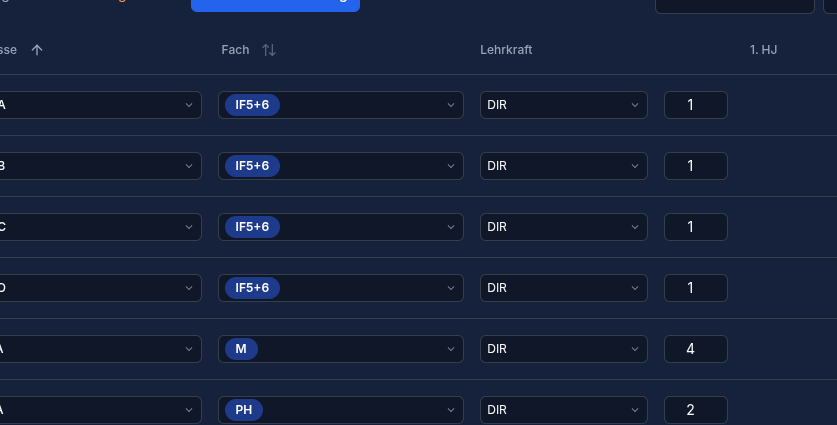 sse Fach Lehrkraft 1. HJ
A IF5+6 DIR 1
B IF5+6 DIR 1
C IF5+6 DIR 1
D IF5+6 DIR 1
A M DIR 4
A PH DIR 2